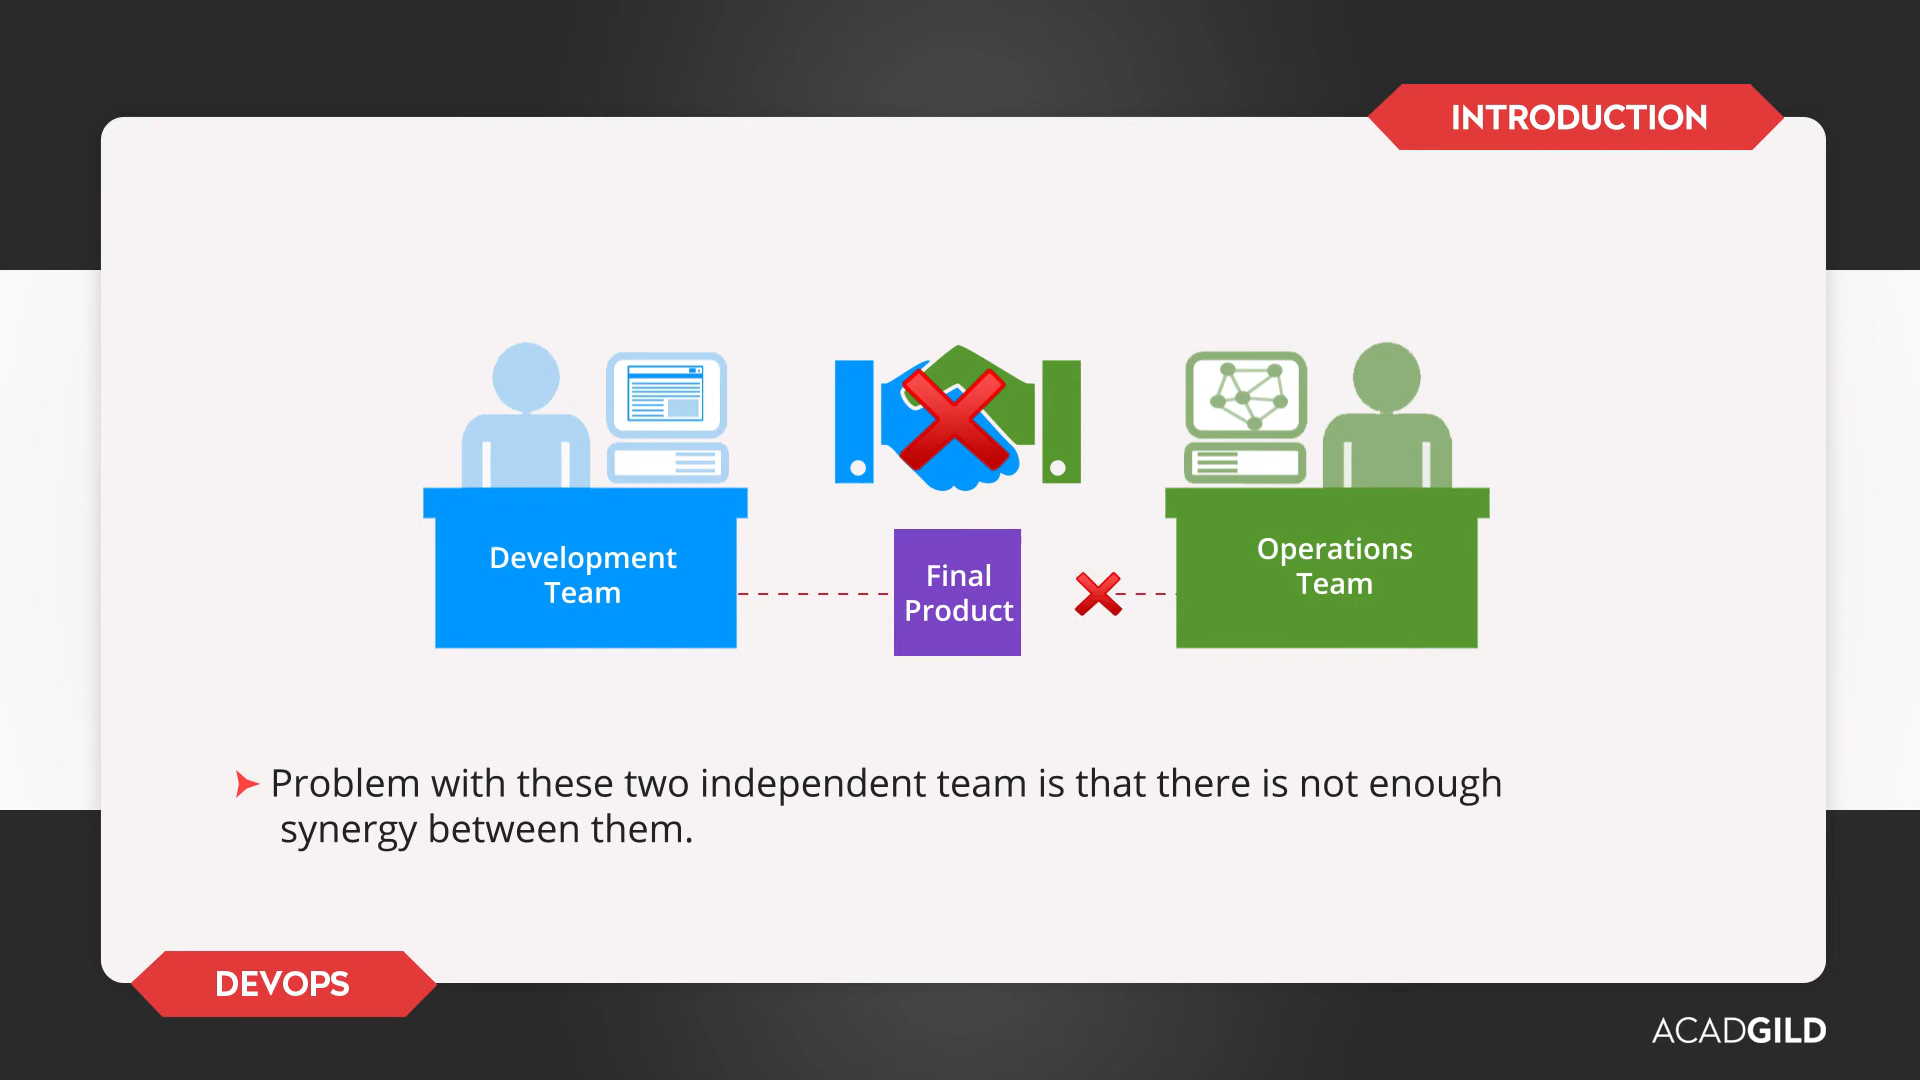 INTRODUCTION
Development
Team
Final
Product
Operations
Team
Problem with these two independent team is that there is not enough
synergy between them.
DEVOPS
ACADGILD